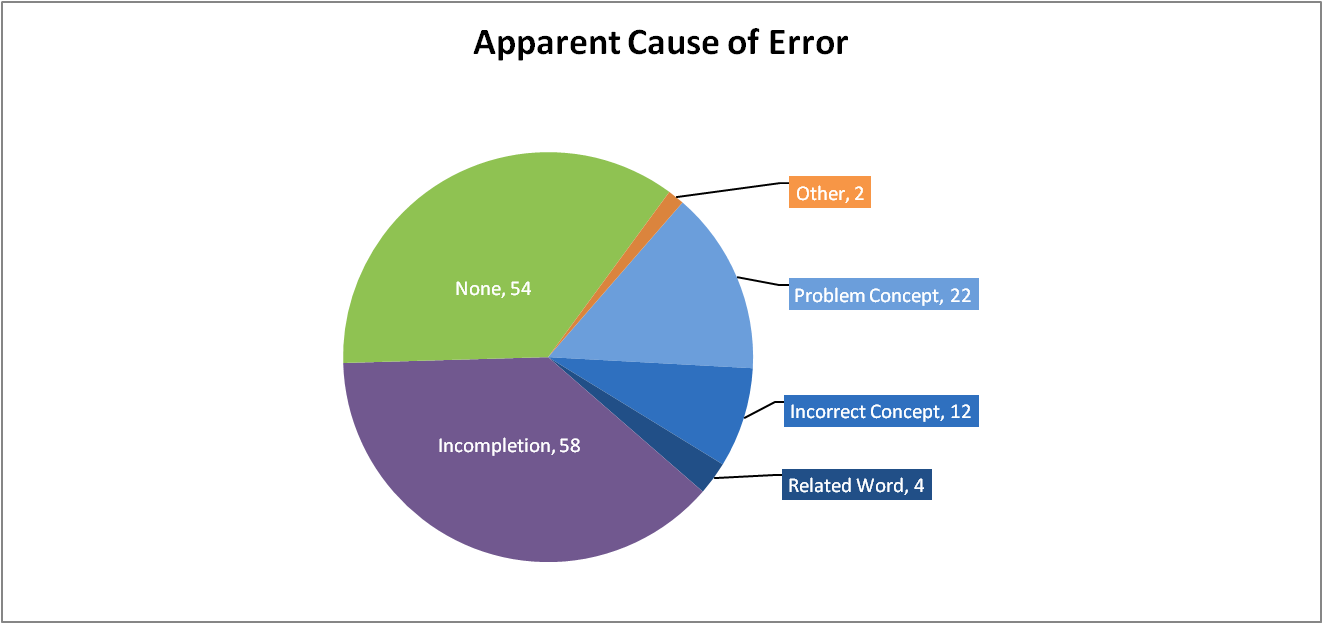 Apparent Cause of Error
Other, 2
None, 54
Problem Concept, 22
Incorrect Concept, 12
Incompletion, 58
Related Word, 4